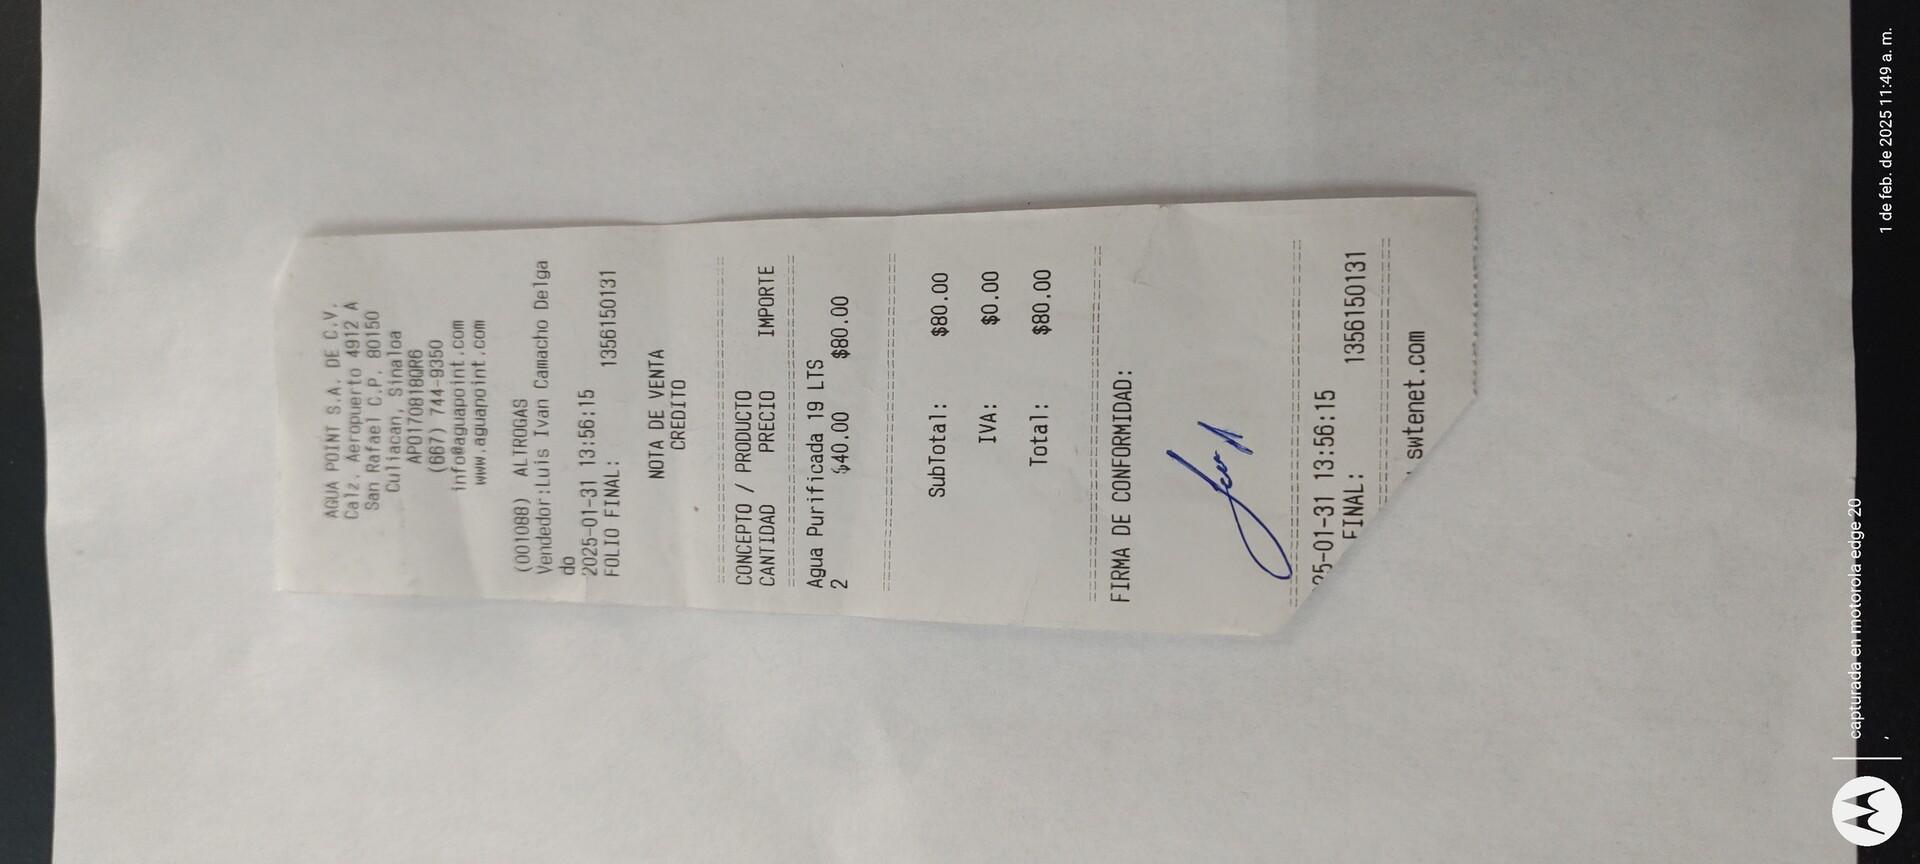 AGUA POINT S.A. DE C.V.
Calz. Aeropuerto 4912 A
San Rafael C.P. 80150
Culiacan, Sinaloa
APO170818QR6
(667) 744-9350
info@aguapoint.com
www.aguapoint.com
(001088) ALTROGAS
Vendedor:Luis Ivan Camacho Delga
do
2025-01-31 13:56:15
FOLIO FINAL: 1356150131
NOTA DE VENTA
CREDITO
CONCEPTO / PRODUCTO
CANTIDAD PRECIO IMPORTE
Agua Purificada 19 LTS
2 $40.00 $80.00
SubTotal: $80.00
IVA: $0.00
Total: $80.00
FIRMA DE CONFORMIDAD:
25-01-31 13:56:15
FINAL: 1356150131
swtenet.com
capturada en motorola edge 20
1 de feb. de 2025 11:49 a. m.